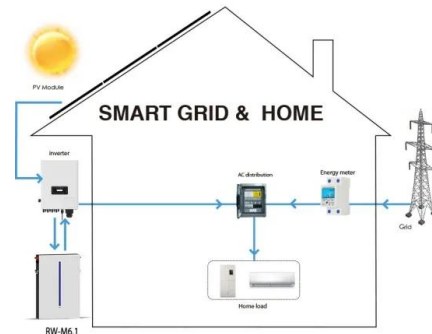 PV Module
SMART GRID & HOME
Inverter
AC distribution
Energy meter
Grid
Home load
RW-M6.1